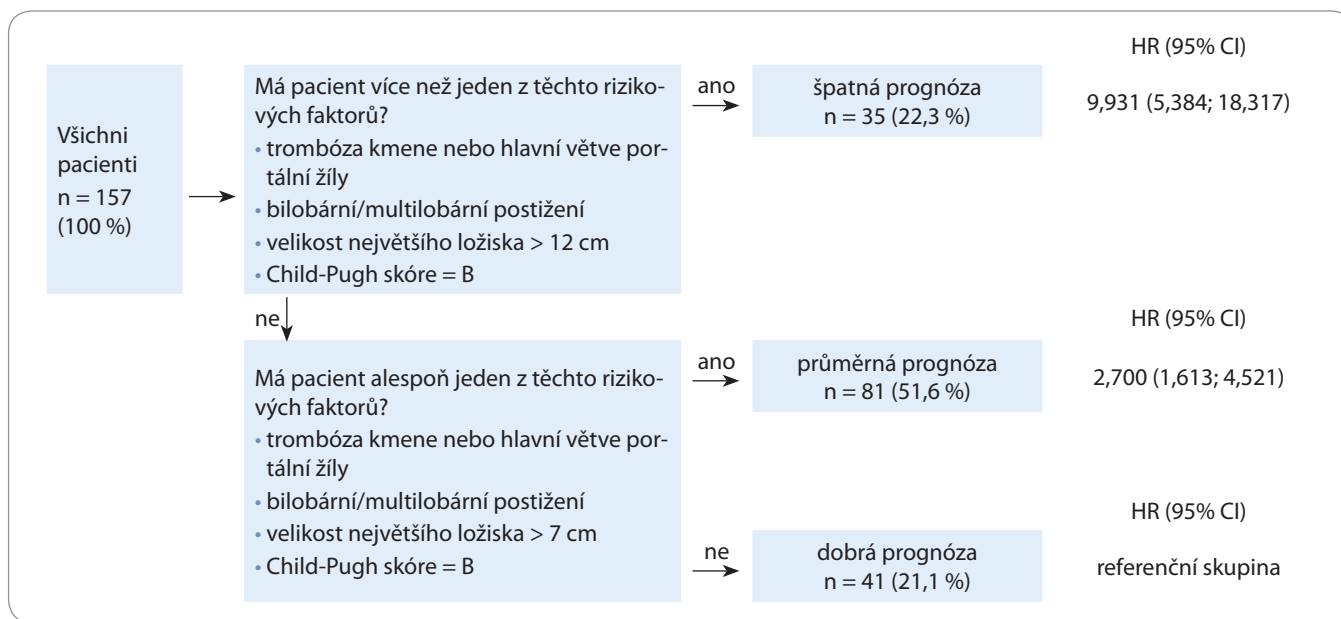 Všichni
pacienti
n = 157
(100 %)
Má pacient více než jeden z těchto riziko-
vých faktorů?
• trombóza kmene nebo hlavní větve por-
tální žíly
• bilobární/multilobární postižení
• velikost největšího ložiska > 12 cm
• Child-Pugh skóre = B
ano
špatná prognóza
n = 35 (22,3 %)
HR (95% CI)
9,931 (5,384; 18,317)
ne
Má pacient alespoň jeden z těchto rizi­ko-
vých faktorů?
• trombóza kmene nebo hlavní větve por-
tální žíly
• bilobární/multilobární postižení
• velikost největšího ložiska > 7 cm
• Child-Pugh skóre = B
ano
průměrná prognóza
n = 81 (51,6 %)
HR (95% CI)
2,700 (1,613; 4,521)
ne
dobrá prognóza
n = 41 (21,1 %)
HR (95% CI)
referenční skupina